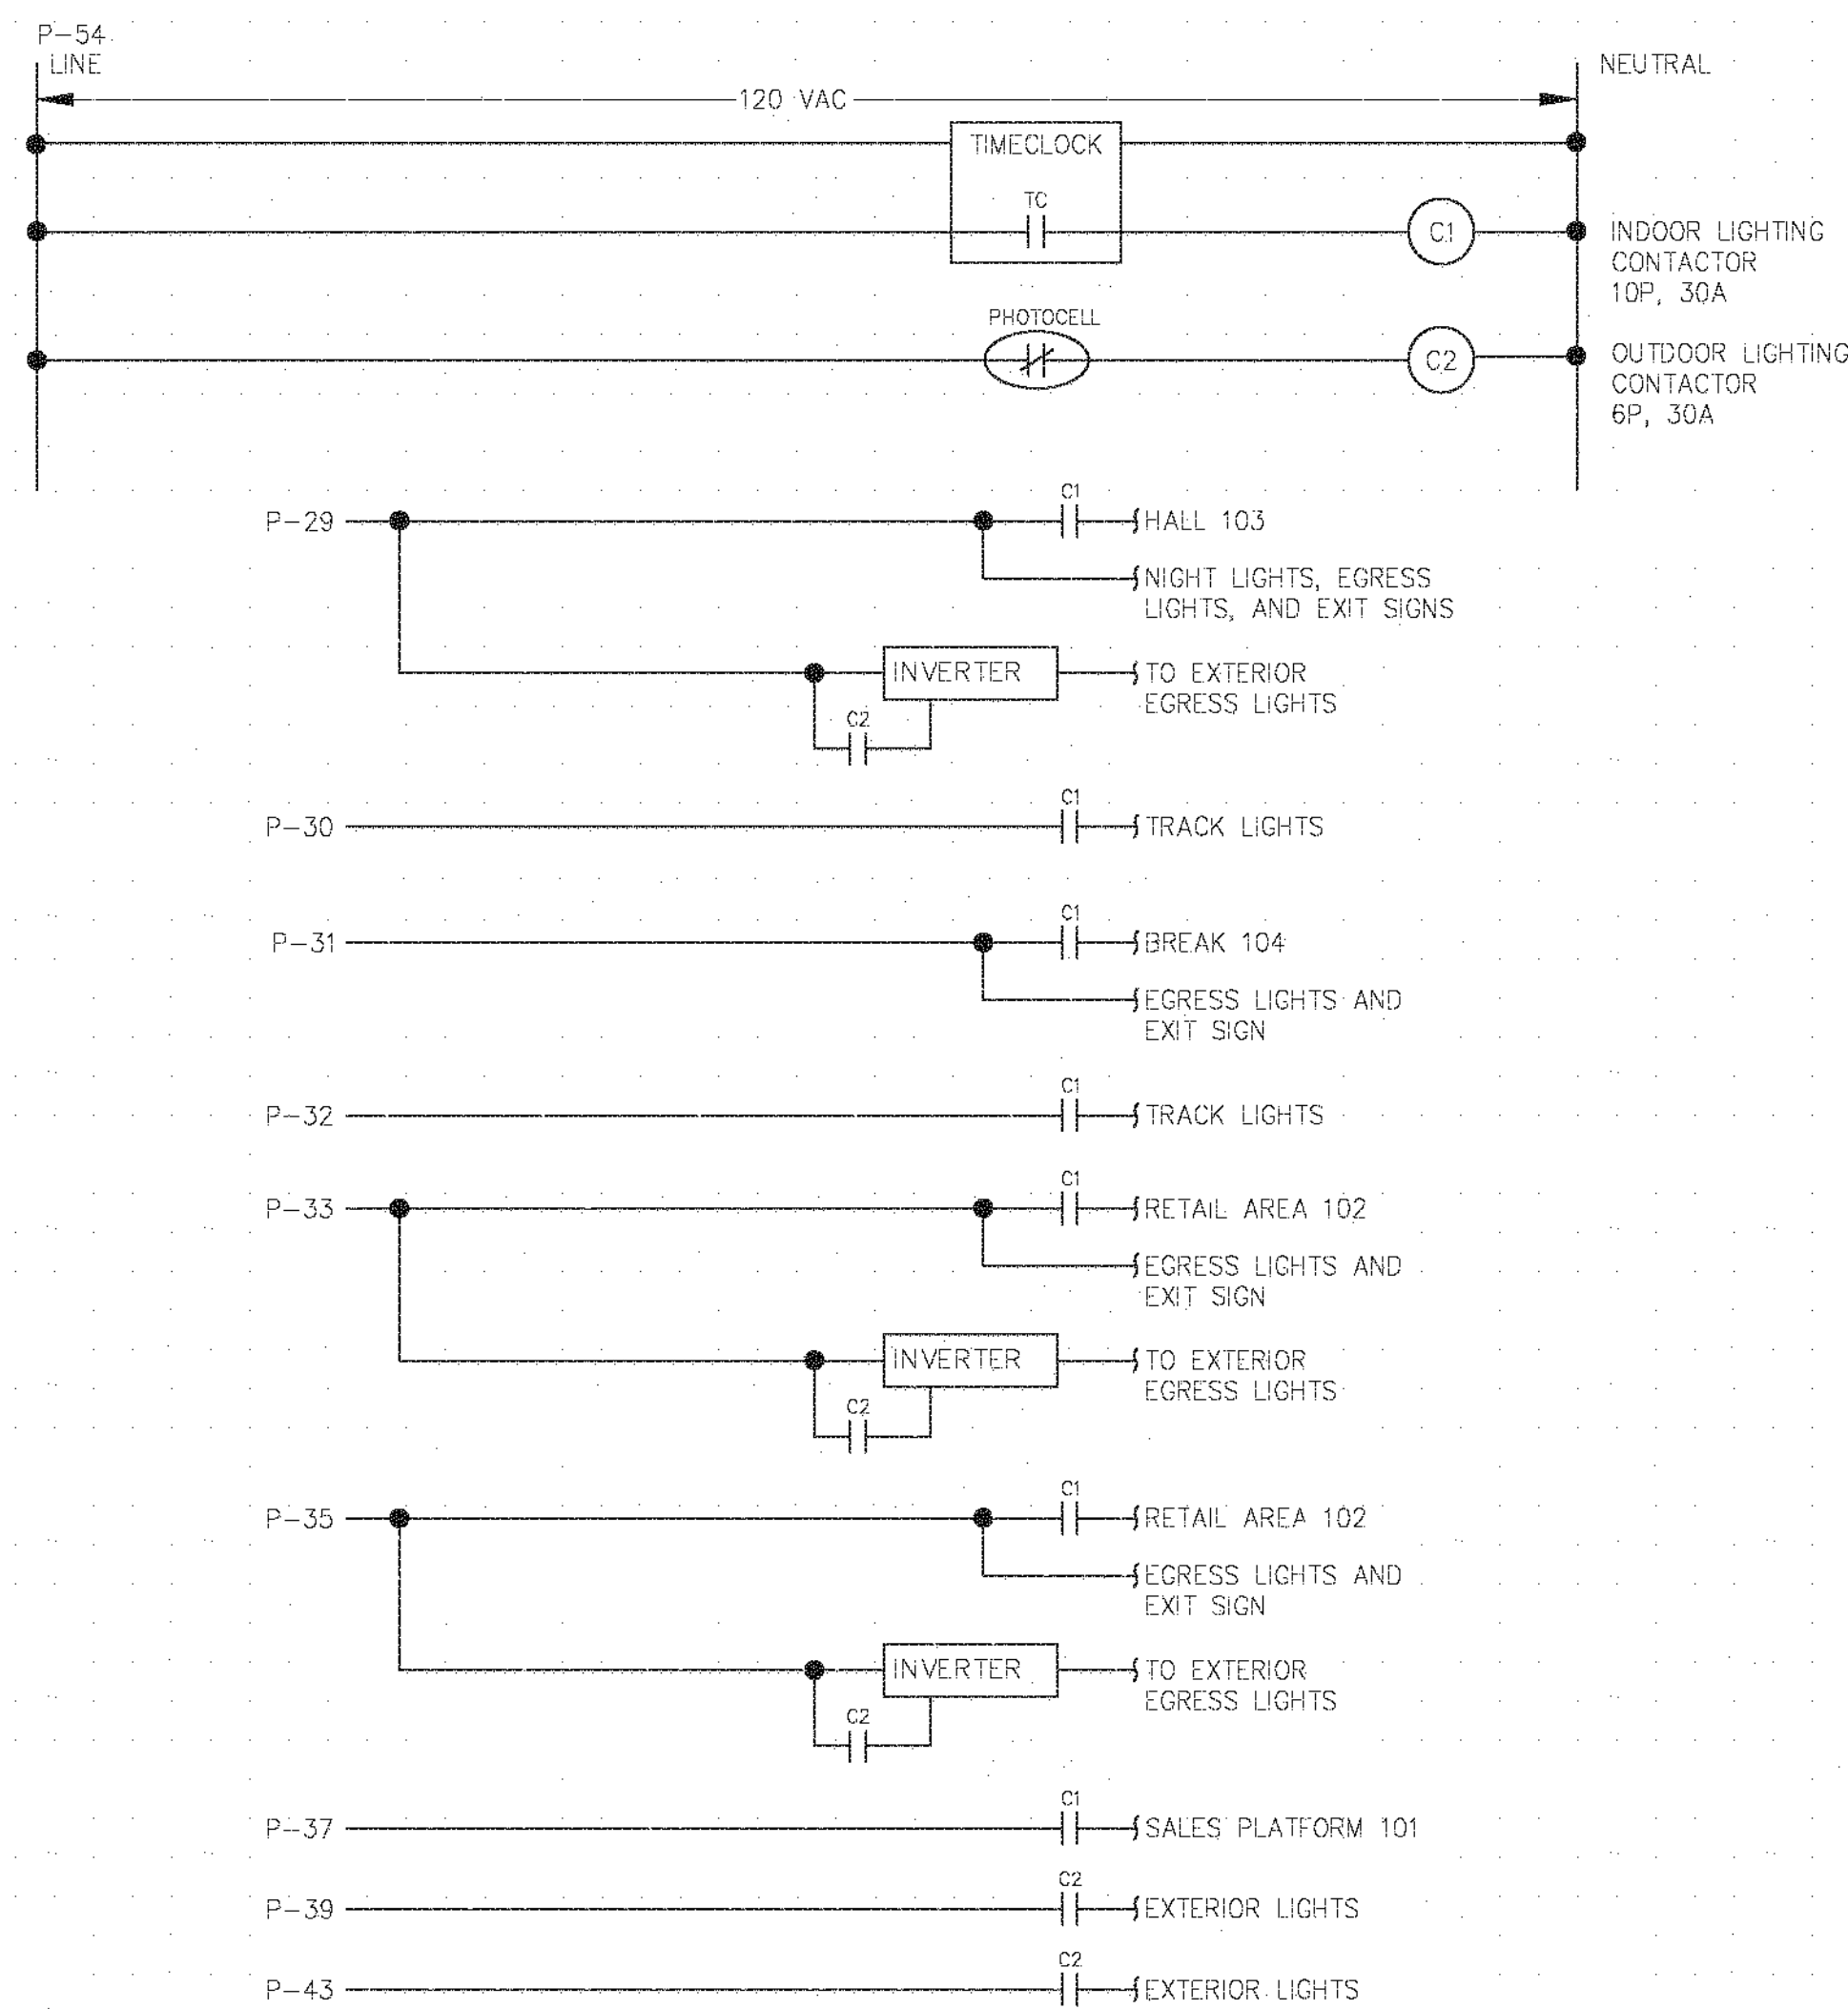 P-54
LINE
NEUTRAL
120 VAC
TIMECLOCK
TC
C1
INDOOR LIGHTING
CONTACTOR
10P, 30A
PHOTOCELL
C2
OUTDOOR LIGHTING
CONTACTOR
6P, 30A
C1
P-29
HALL 103
NIGHT LIGHTS, EGRESS
LIGHTS, AND EXIT SIGNS
INVERTER
TO EXTERIOR
EGRESS LIGHTS
C2
C1
P-30
TRACK LIGHTS
C1
P-31
BREAK 104
EGRESS LIGHTS AND
EXIT SIGN
C1
P-32
TRACK LIGHTS
C1
P-33
RETAIL AREA 102
EGRESS LIGHTS AND
EXIT SIGN
INVERTER
TO EXTERIOR
EGRESS LIGHTS
C2
C1
P-35
RETAIL AREA 102
EGRESS LIGHTS AND
EXIT SIGN
INVERTER
TO EXTERIOR
EGRESS LIGHTS
C2
C1
P-37
SALES PLATFORM 101
C2
P-39
EXTERIOR LIGHTS
C2
P-43
EXTERIOR LIGHTS